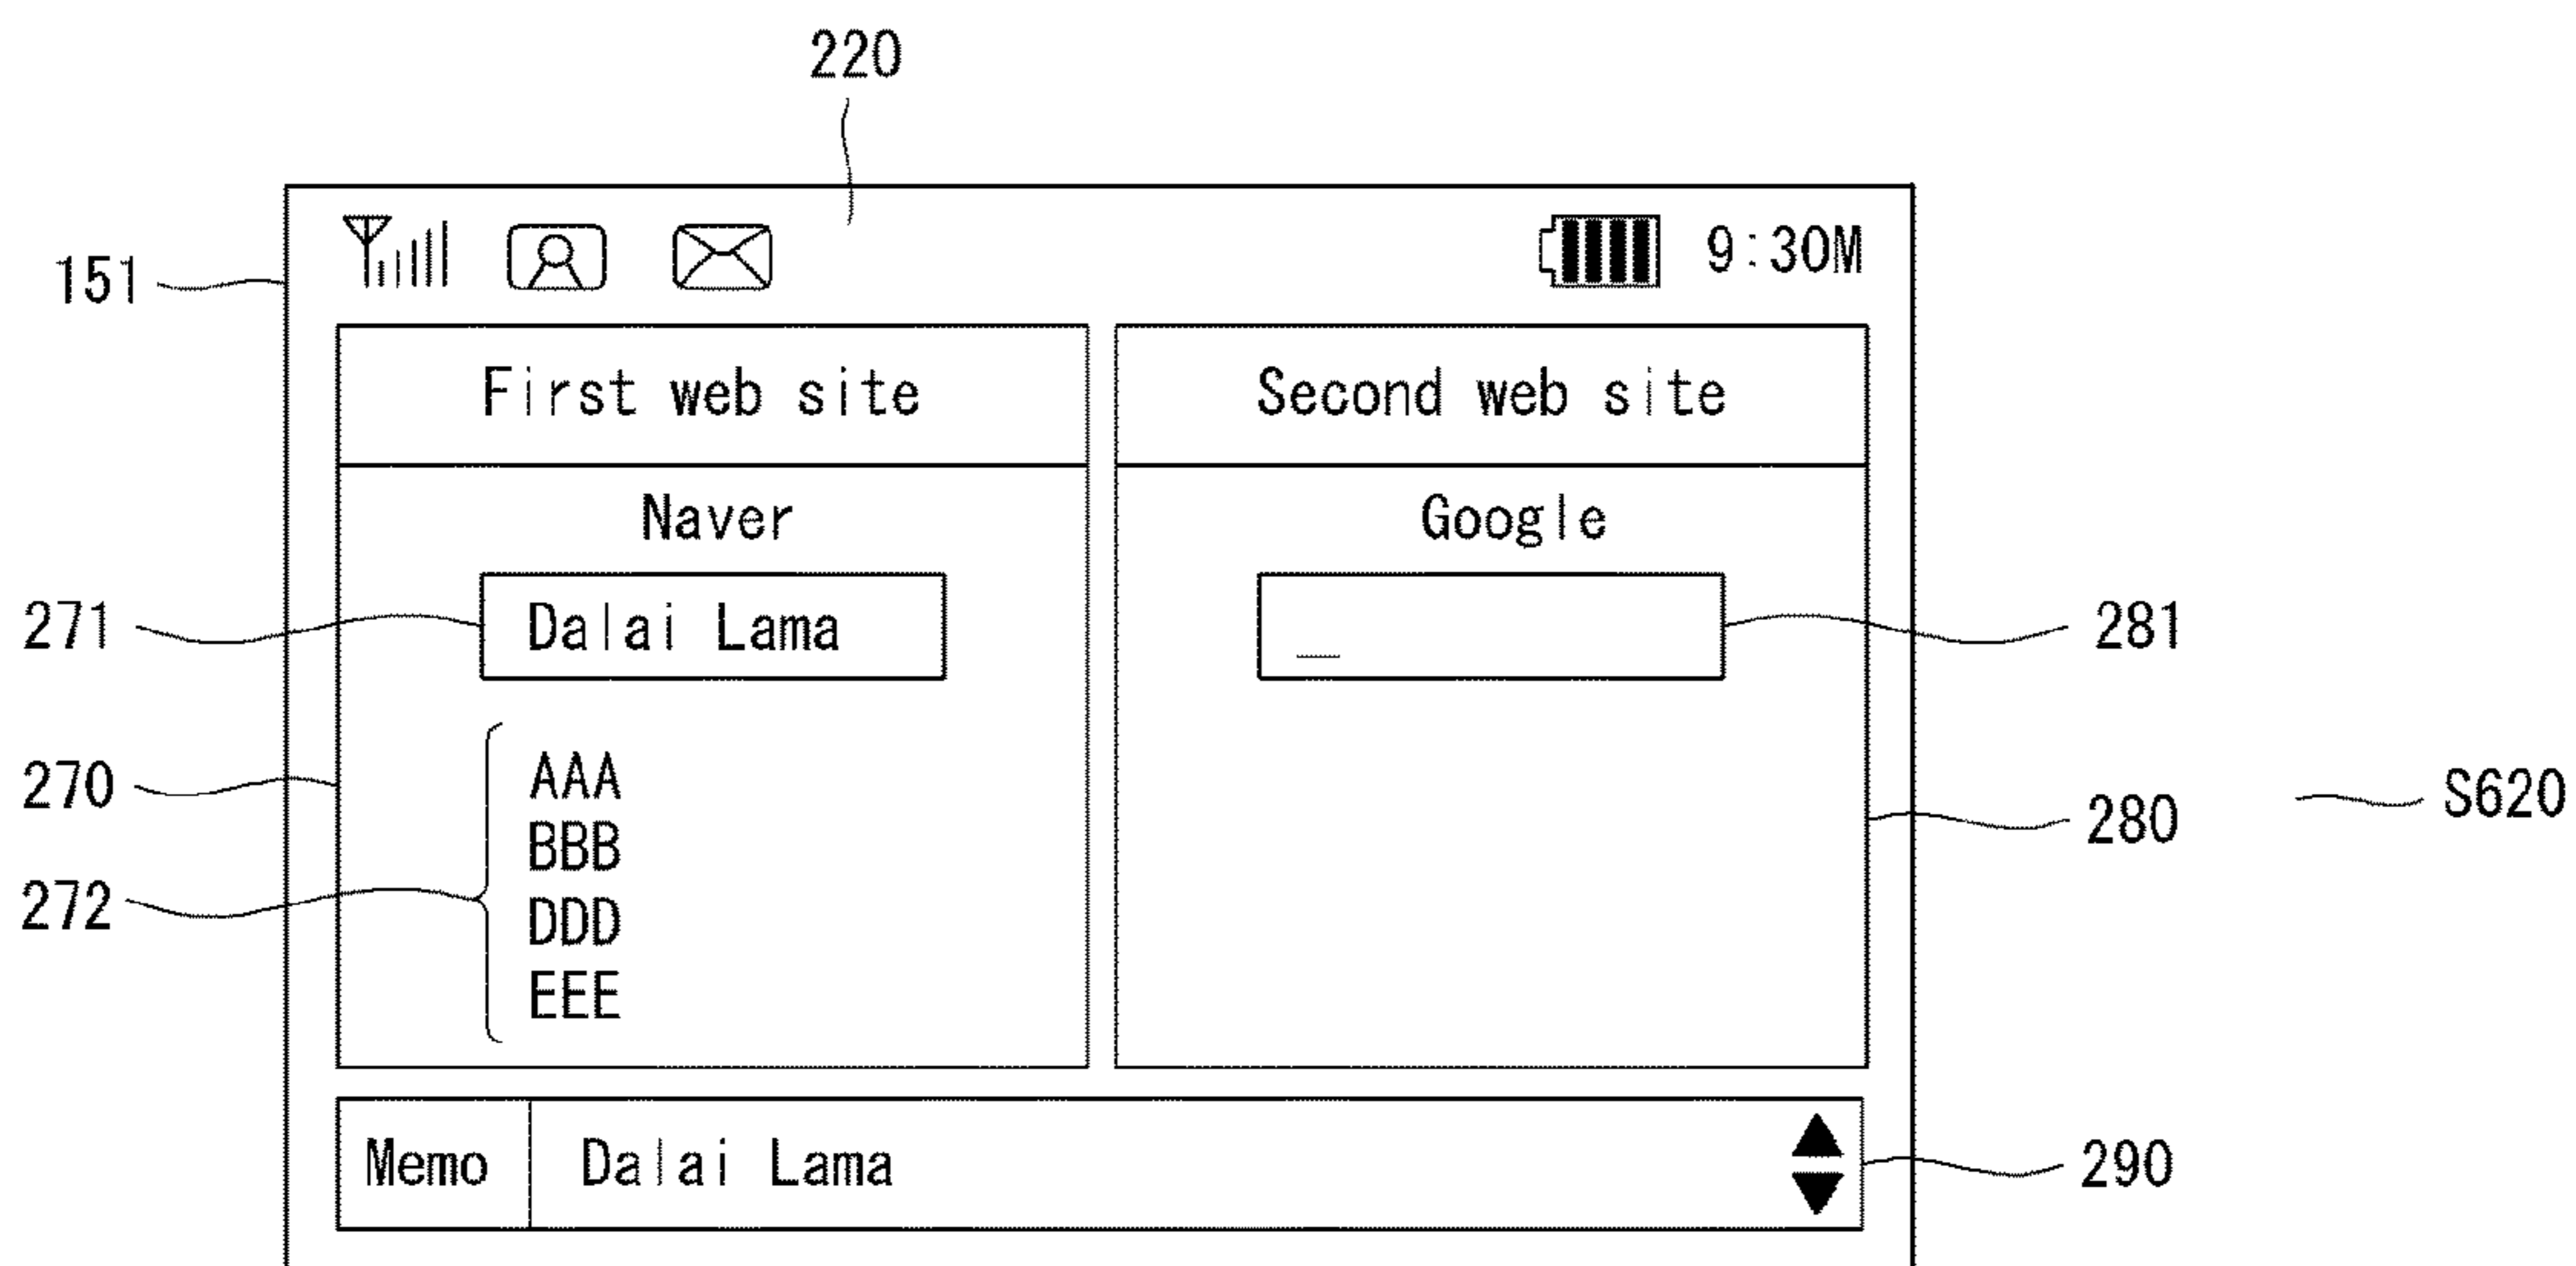 220
151
9:30M
First web site
Second web site
Naver
Google
271
Dalai Lama
_
281
270
AAA
BBB
DDD
EEE
272
280
S620
Memo
Dalai Lama
290